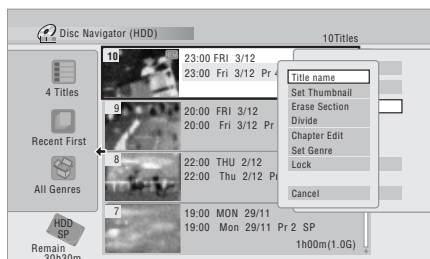 Disc Navigator (HDD)
10Titles
4 Titles
Recent First
All Genres
HDD
SP
Remain
30h30m
10
23:00 FRI 3/12
23:00 Fri 3/12 Pr 4
9
20:00 FRI 3/12
20:00 Fri 3/12 Pr
8
22:00 THU 2/12
22:00 Thu 2/12 Pr
7
19:00 MON 29/11
19:00 Mon 29/11 Pr 2 SP
1h00m(1.0G)
Title name
Set Thumbnail
Erase Section
Divide
Chapter Edit
Set Genre
Lock
Cancel